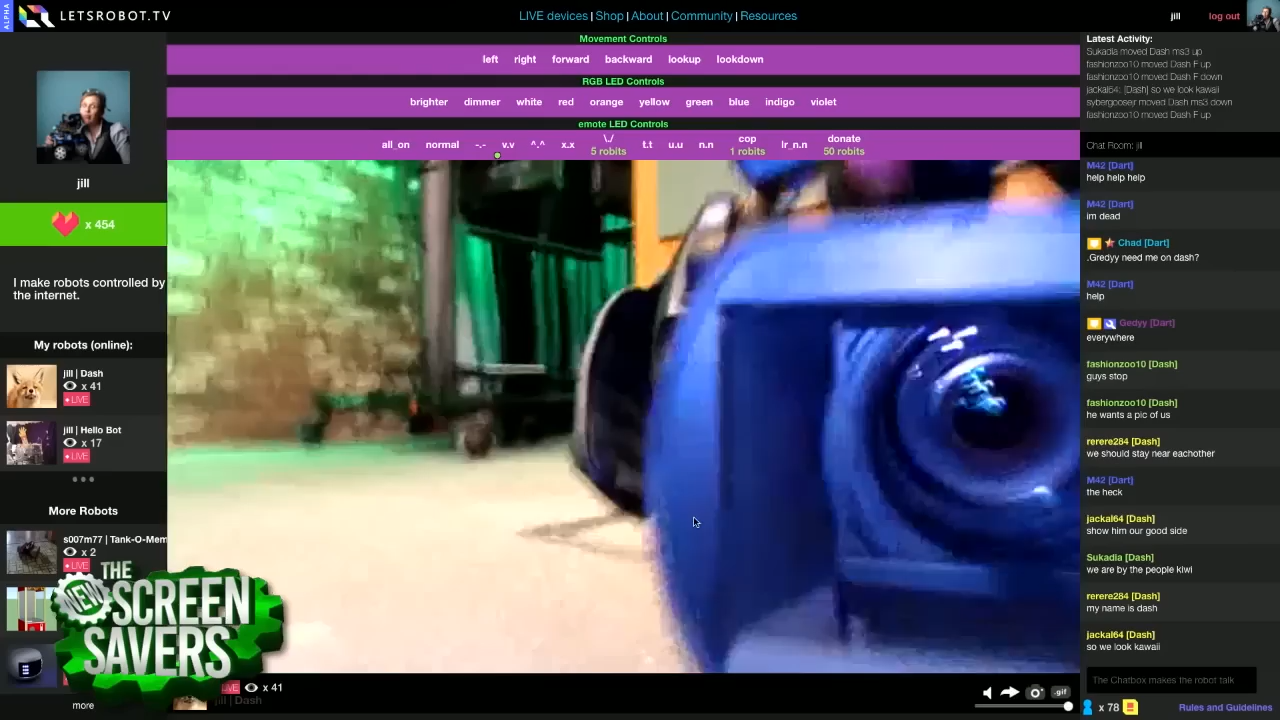 ALPHA
LETSROBOT.TV
LIVE devices | Shop | About | Community | Resources
jill
log out
jill
x 454
I make robots controlled by
the internet.
My robots (online):
jill | Dash
x 41
LIVE
jill | Hello Bot
x 17
LIVE
More Robots
s007m77 | Tank-O-Mem
x 2
LIVE
more
THE
NEW
SCREEN
SAVERS
Movement Controls
left right forward backward lookup lookdown
RGB LED Controls
brighter dimmer white red orange yellow green blue indigo violet
emote LED Controls
all_on normal -.- v.v ^.^ x.x \./ t.t u.u n.n cop lr_n.n donate
5 robits 1 robits 50 robits
LIVE x 41
jill | Dash
.gif
Latest Activity:
Sukadia moved Dash ms3 up
fashionzoo10 moved Dash F up
fashionzoo10 moved Dash F down
jackal64: [Dash] so we look kawaii
sybergoosejr moved Dash ms3 down
fashionzoo10 moved Dash F up
Chat Room: jill
M42 [Dart]
help help help
M42 [Dart]
im dead
Chad [Dart]
.Gredyy need me on dash?
M42 [Dart]
help
Gedyy [Dart]
everywhere
fashionzoo10 [Dash]
guys stop
fashionzoo10 [Dash]
he wants a pic of us
rerere284 [Dash]
we should stay near eachother
M42 [Dart]
the heck
jackal64 [Dash]
show him our good side
Sukadia [Dash]
we are by the people kiwi
rerere284 [Dash]
my name is dash
jackal64 [Dash]
so we look kawaii
The Chatbox makes the robot talk
x 78
Rules and Guidelines